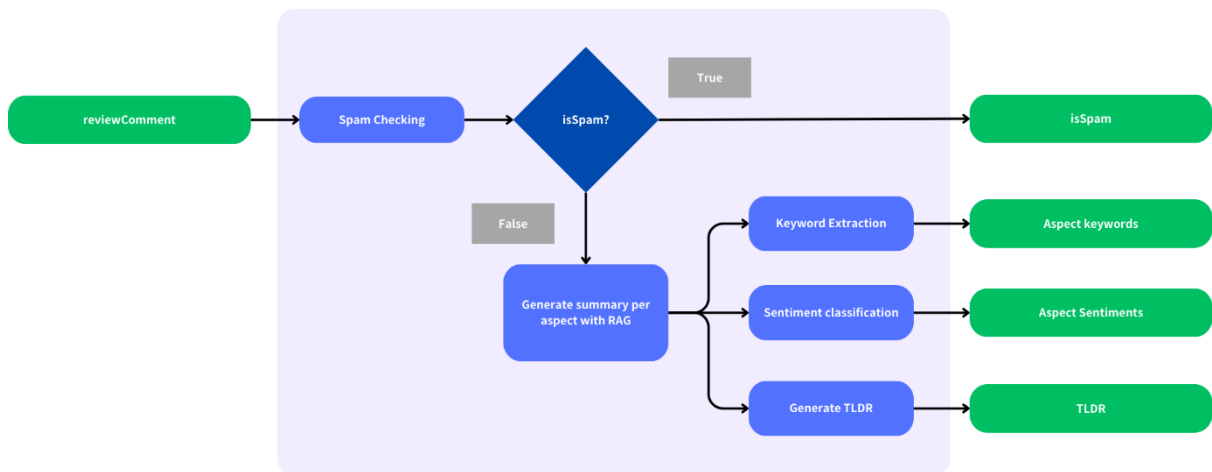 True
reviewComment
Spam Checking
isSpam?
isSpam
False
Keyword Extraction
Aspect keywords
Generate summary per
aspect with RAG
Sentiment classification
Aspect Sentiments
Generate TLDR
TLDR